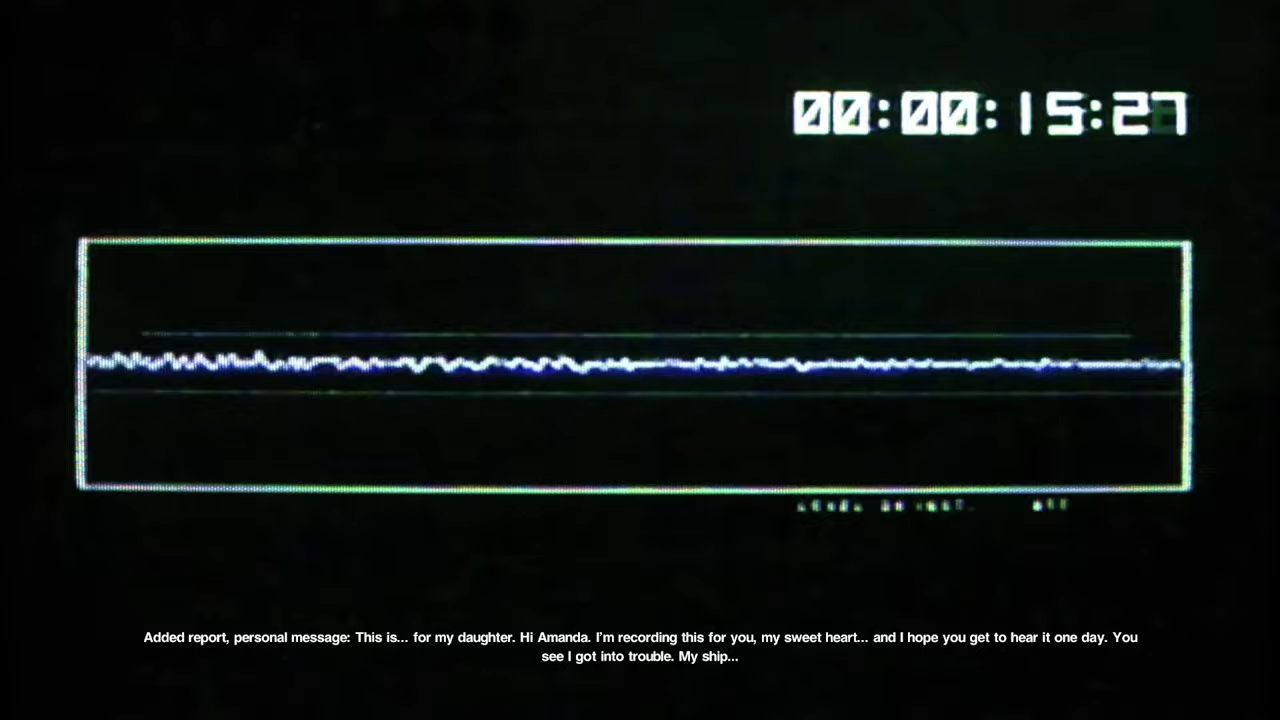 00:00:15:27
Added report, personal message: This is... for my daughter. Hi Amanda. I'm recording this for you, my sweet heart... and I hope you get to hear it one day. You
see I got into trouble. My ship...